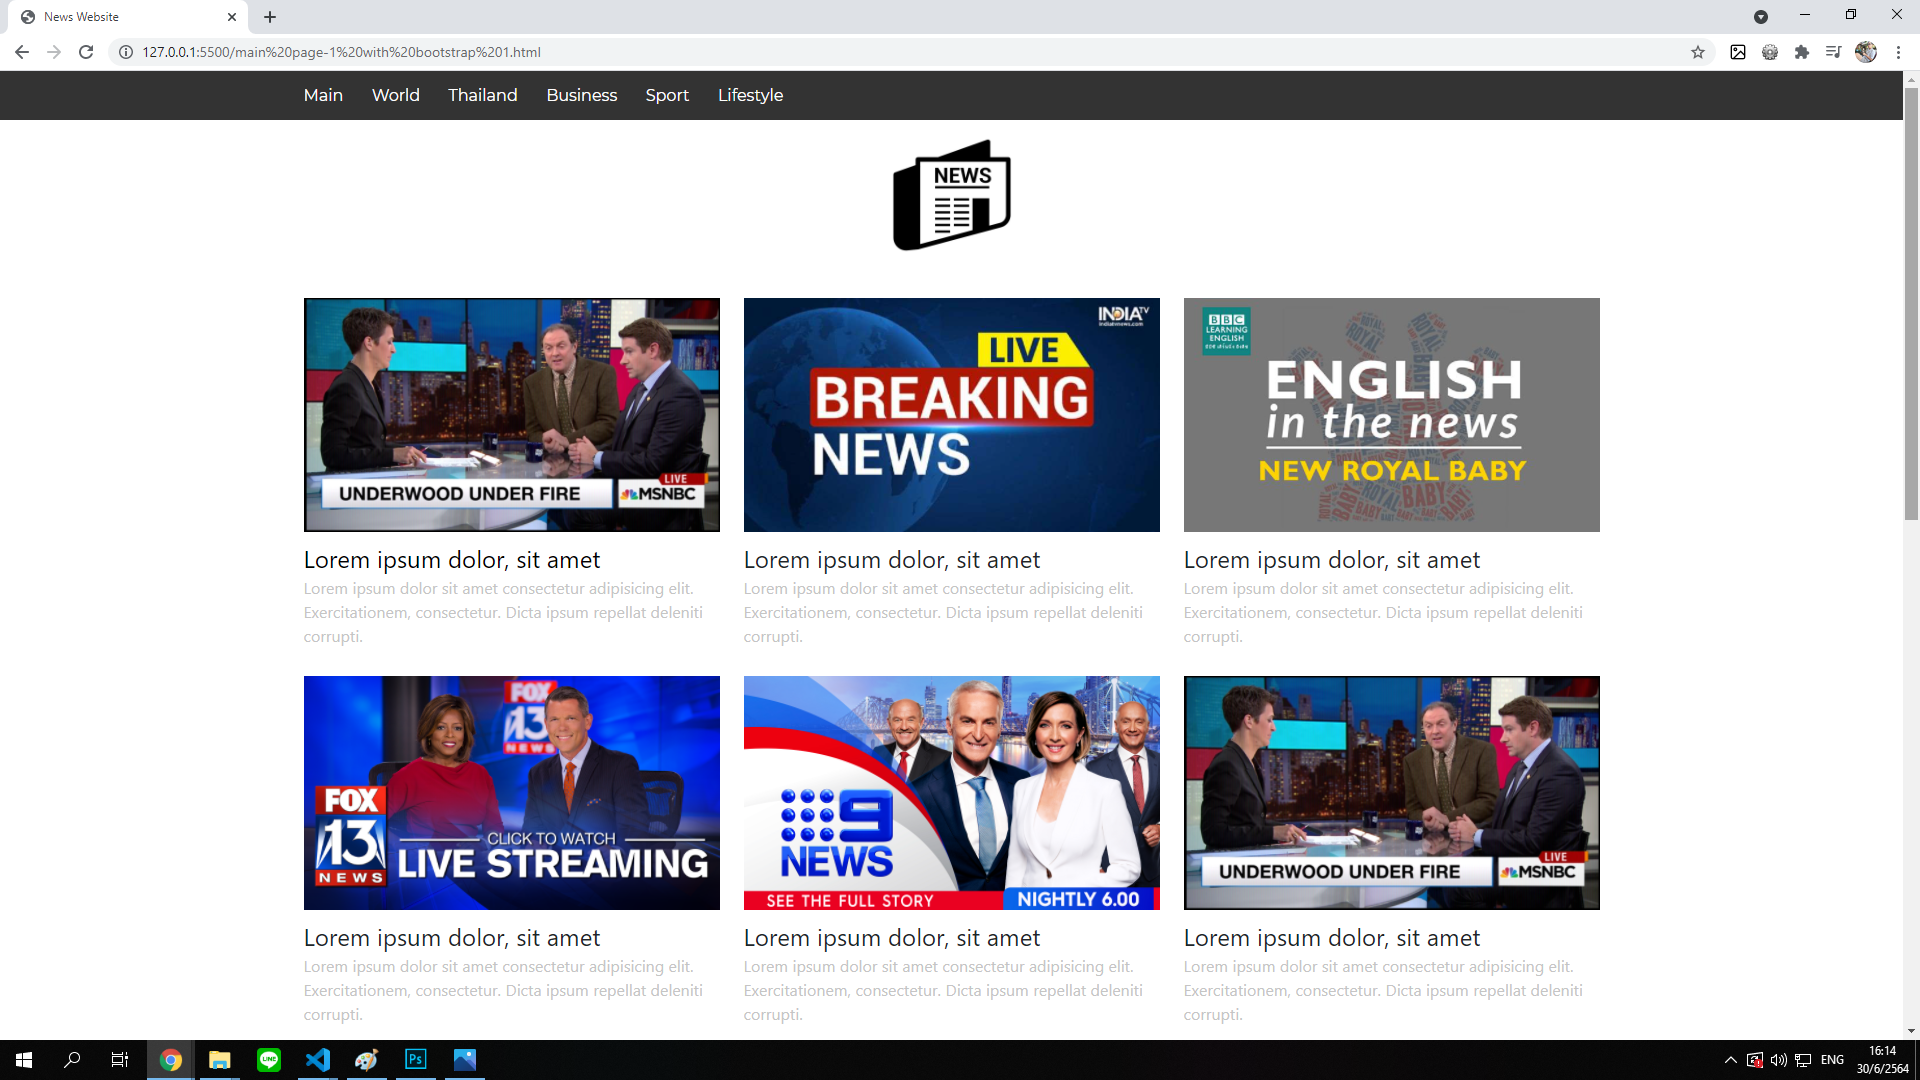 News Website
127.0.0.1:5500/main%20page-1%20with%20bootstrap%201.html
Main World Thailand Business Sport Lifestyle
NEWS
UNDERWOOD UNDER FIRE
LIVE
MSNBC
INDIA TV
indiatvnews.com
LIVE
BREAKING
NEWS
BBC
LEARNING
ENGLISH
ENGLISH
in the news
NEW ROYAL BABY
Lorem ipsum dolor, sit amet
Lorem ipsum dolor sit amet consectetur adipisicing elit.
Exercitationem, consectetur. Dicta ipsum repellat deleniti
corrupti.
Lorem ipsum dolor, sit amet
Lorem ipsum dolor sit amet consectetur adipisicing elit.
Exercitationem, consectetur. Dicta ipsum repellat deleniti
corrupti.
Lorem ipsum dolor, sit amet
Lorem ipsum dolor sit amet consectetur adipisicing elit.
Exercitationem, consectetur. Dicta ipsum repellat deleniti
corrupti.
FOX
13
NEWS
FOX
13
NEWS
CLICK TO WATCH
LIVE STREAMING
9
NEWS
SEE THE FULL STORY
NIGHTLY 6.00
UNDERWOOD UNDER FIRE
LIVE
MSNBC
Lorem ipsum dolor, sit amet
Lorem ipsum dolor sit amet consectetur adipisicing elit.
Exercitationem, consectetur. Dicta ipsum repellat deleniti
corrupti.
Lorem ipsum dolor, sit amet
Lorem ipsum dolor sit amet consectetur adipisicing elit.
Exercitationem, consectetur. Dicta ipsum repellat deleniti
corrupti.
Lorem ipsum dolor, sit amet
Lorem ipsum dolor sit amet consectetur adipisicing elit.
Exercitationem, consectetur. Dicta ipsum repellat deleniti
corrupti.
LINE
Ps
ENG
16:14
30/6/2564